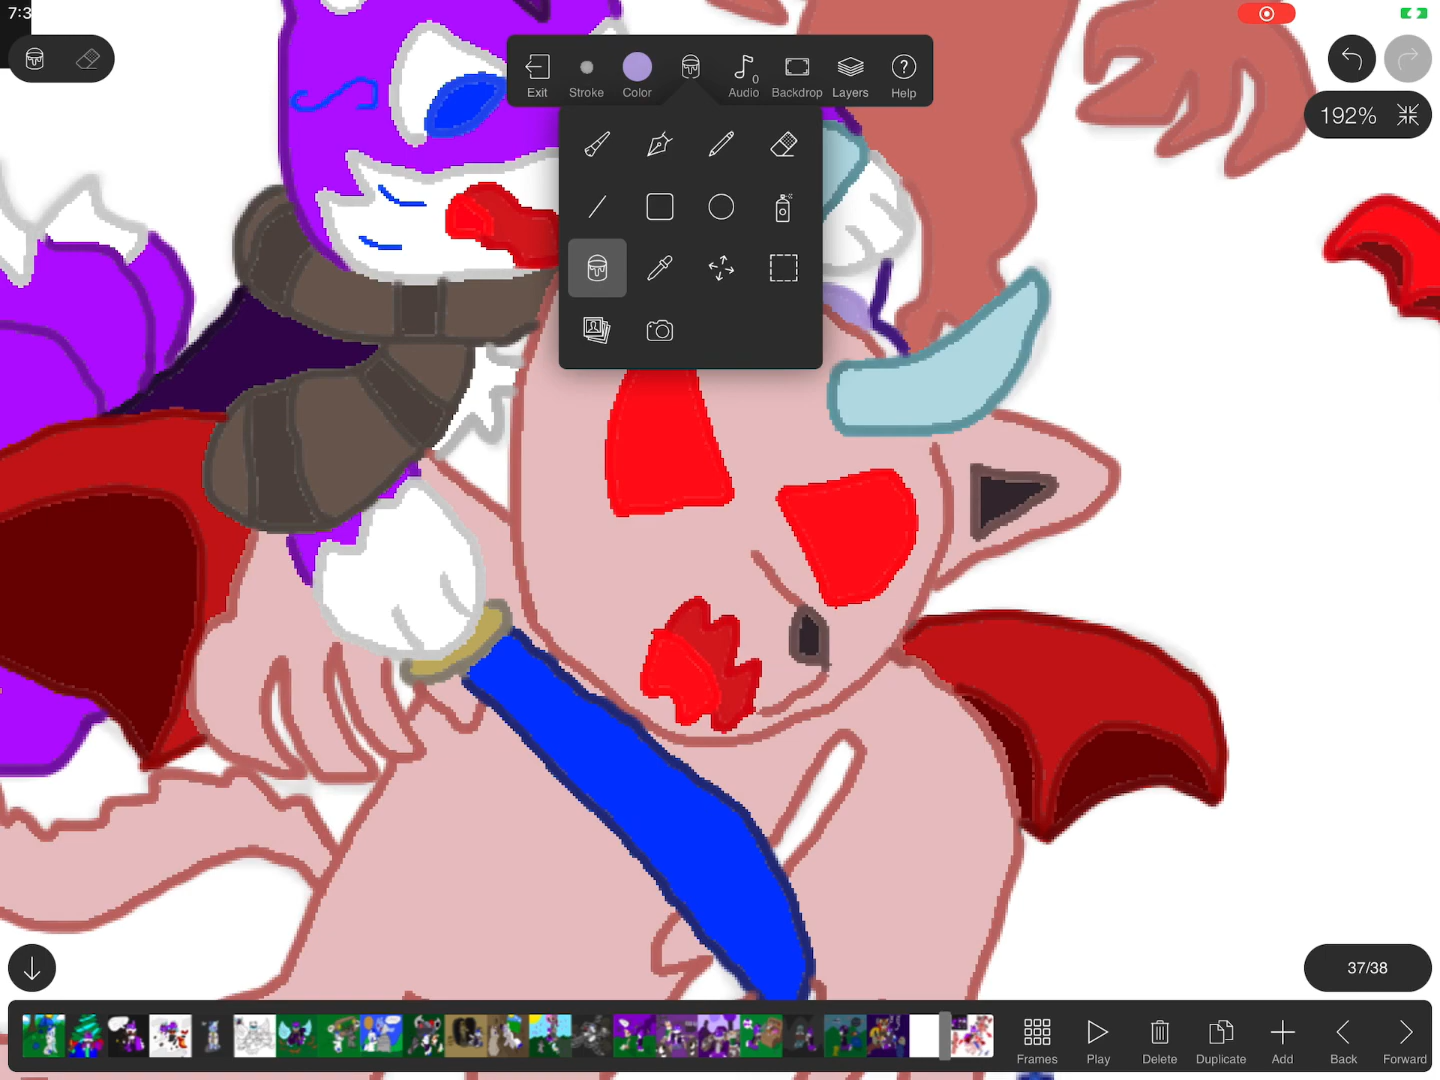 7:3
Exit
Stroke
Color
0
Audio
Backdrop
Layers
Help
192%
37/38
Frames
Play
Delete
Duplicate
Add
Back
Forward